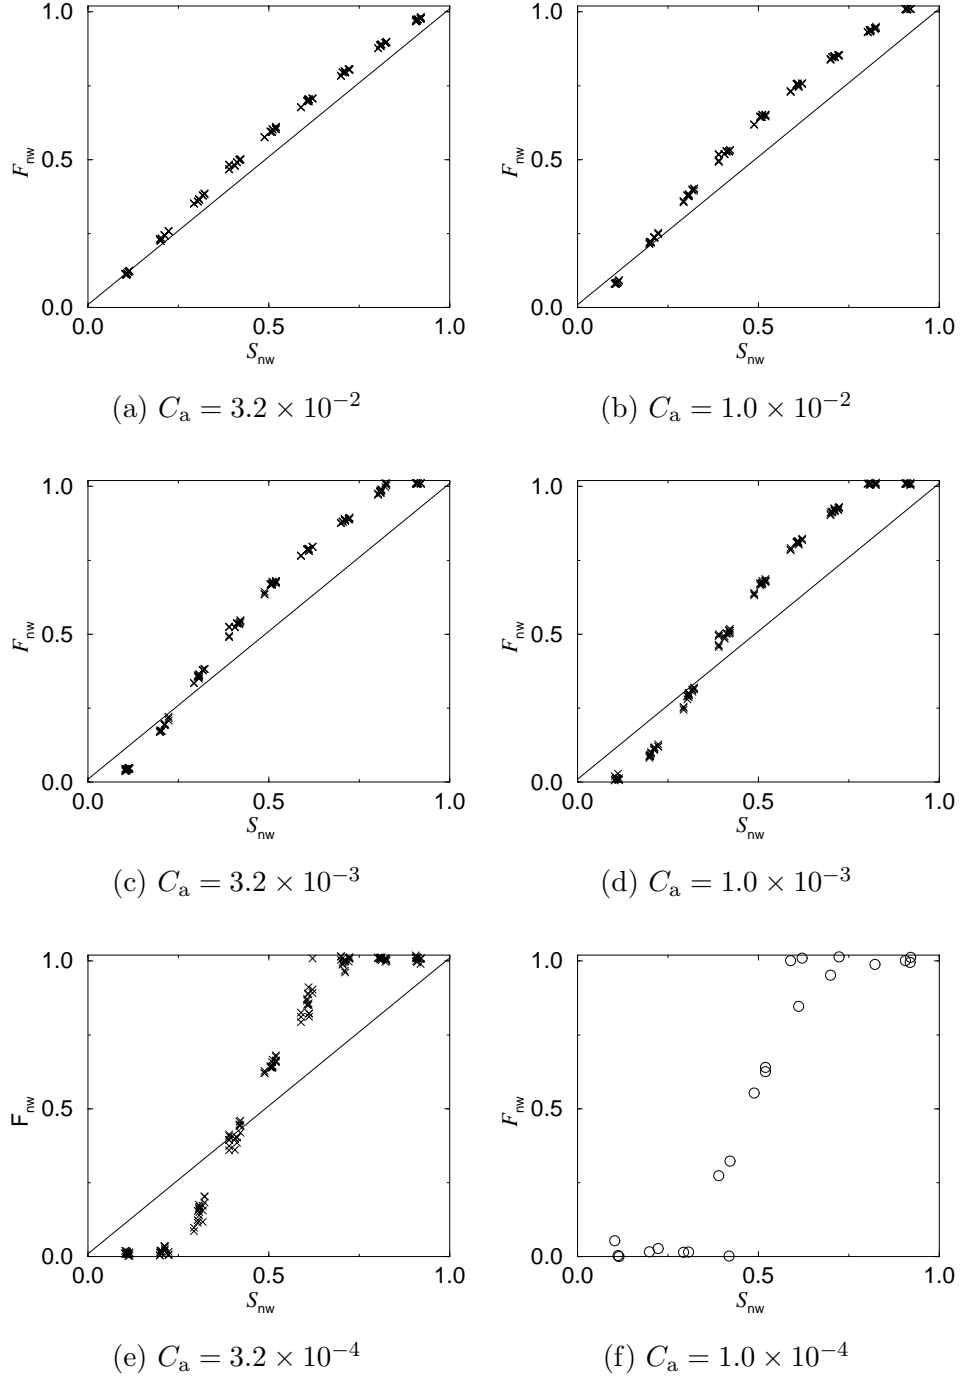 1.0
0.5
0.0
F_nw
0.0 0.5 1.0
S_nw
(a) C_a = 3.2 × 10^−2
1.0
0.5
0.0
F_nw
0.0 0.5 1.0
S_nw
(b) C_a = 1.0 × 10^−2
1.0
0.5
0.0
F_nw
0.0 0.5 1.0
S_nw
(c) C_a = 3.2 × 10^−3
1.0
0.5
0.0
F_nw
0.0 0.5 1.0
S_nw
(d) C_a = 1.0 × 10^−3
1.0
0.5
0.0
F_nw
0.0 0.5 1.0
S_nw
(e) C_a = 3.2 × 10^−4
1.0
0.5
0.0
F_nw
0.0 0.5 1.0
S_nw
(f) C_a = 1.0 × 10^−4